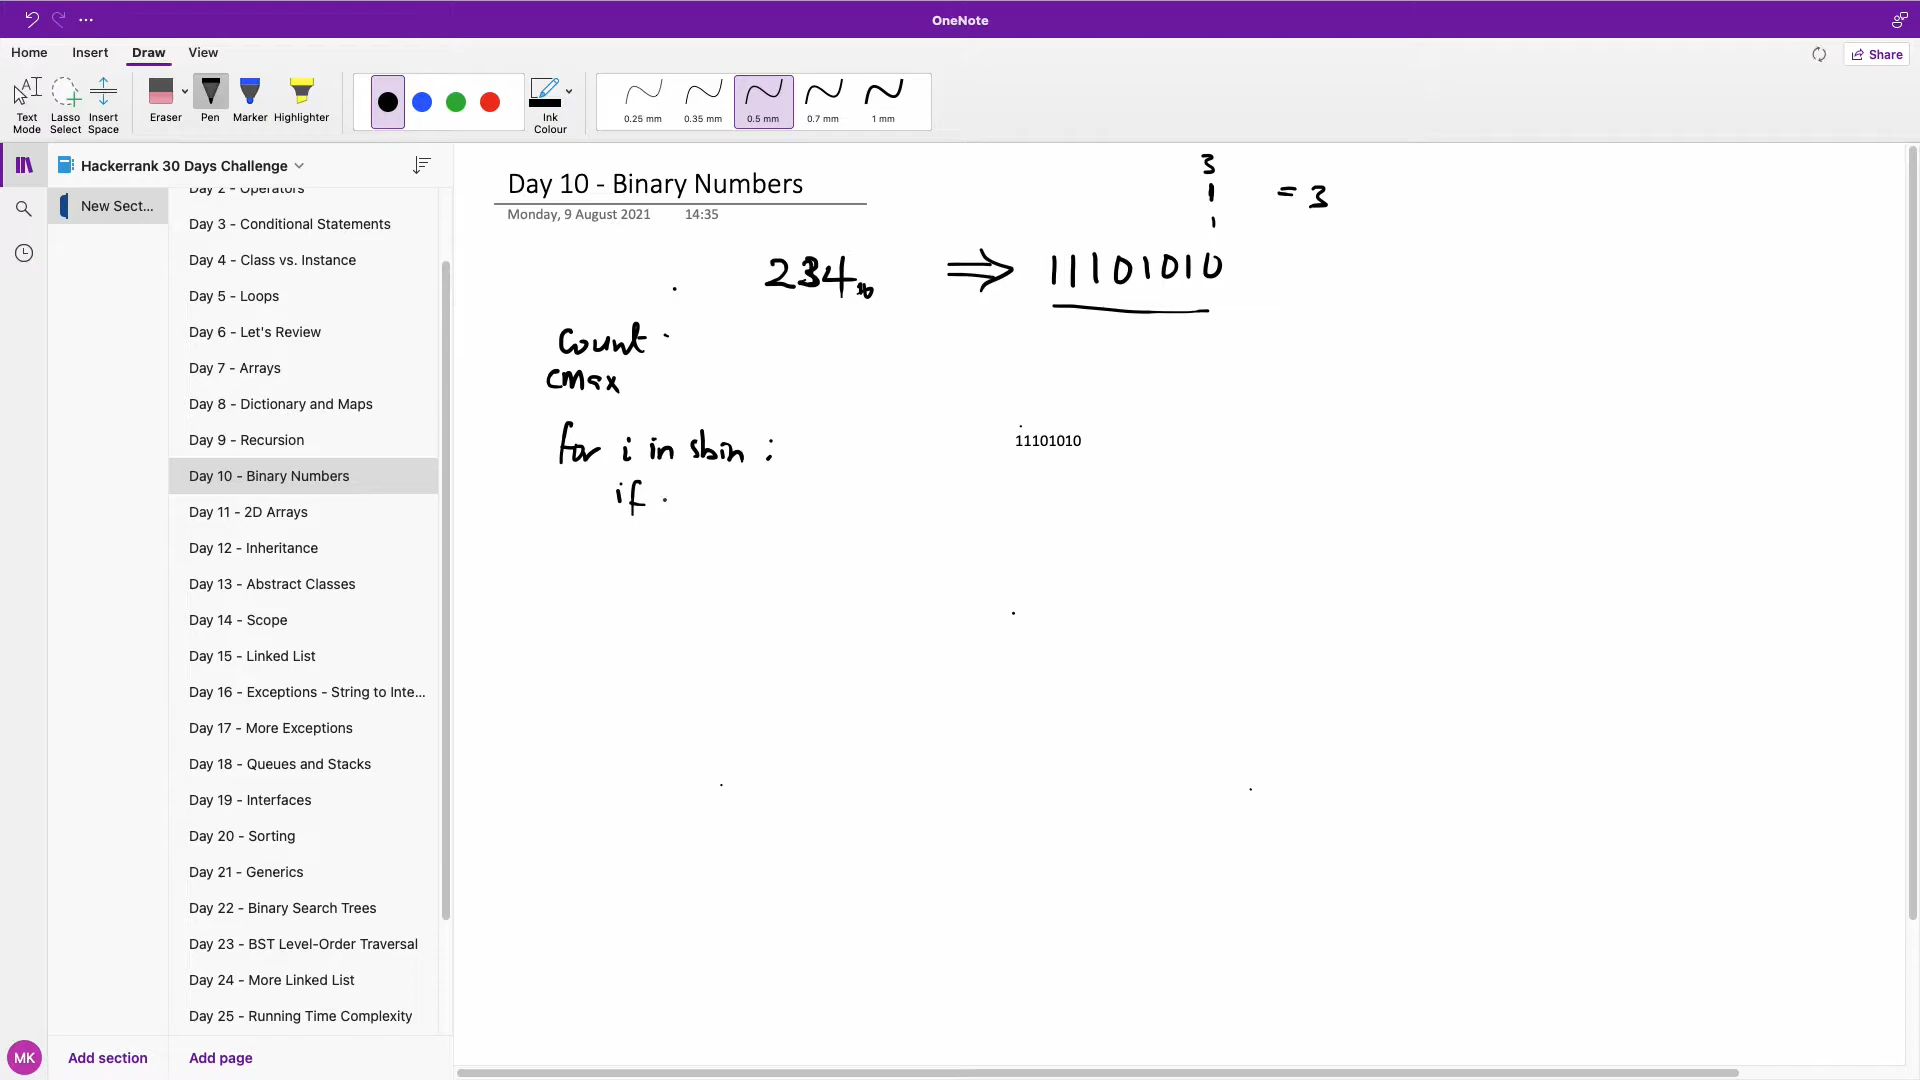 OneNote
Home Insert Draw View
Share
Text Mode
Lasso Select
Insert Space
Eraser
Pen
Marker
Highlighter
Ink Colour
0.25 mm
0.35 mm
0.5 mm
0.7 mm
1 mm
Hackerrank 30 Days Challenge
New Sect...
Day 2 - Operators
Day 3 - Conditional Statements
Day 4 - Class vs. Instance
Day 5 - Loops
Day 6 - Let's Review
Day 7 - Arrays
Day 8 - Dictionary and Maps
Day 9 - Recursion
Day 10 - Binary Numbers
Day 11 - 2D Arrays
Day 12 - Inheritance
Day 13 - Abstract Classes
Day 14 - Scope
Day 15 - Linked List
Day 16 - Exceptions - String to Inte...
Day 17 - More Exceptions
Day 18 - Queues and Stacks
Day 19 - Interfaces
Day 20 - Sorting
Day 21 - Generics
Day 22 - Binary Search Trees
Day 23 - BST Level-Order Traversal
Day 24 - More Linked List
Day 25 - Running Time Complexity
MK
Add section
Add page
Day 10 - Binary Numbers
Monday, 9 August 2021 14:35
3
1 = 3
1
234₁₀ ⇒ 11101010
count
cmax
for i in sbin :
11101010
if